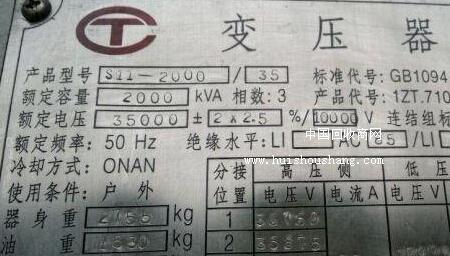 变压器
产品型号 S11-2000/35 标准代号:GB1094
额定容量 2000 kVA 相数:3 产品代号:1ZT.710
额定电压 35000 ± 2×2.5 %/10000 V 连结组标
额定频率:50 Hz 绝缘水平:LI AC /LI
中国回收商网
www.huishoushang.com
冷却方式:ONAN
使用条件:户外
器身重 kg
油重 kg
分接位置 高压侧 低压
电压V 电流A 电压V
1 36750
2 35875